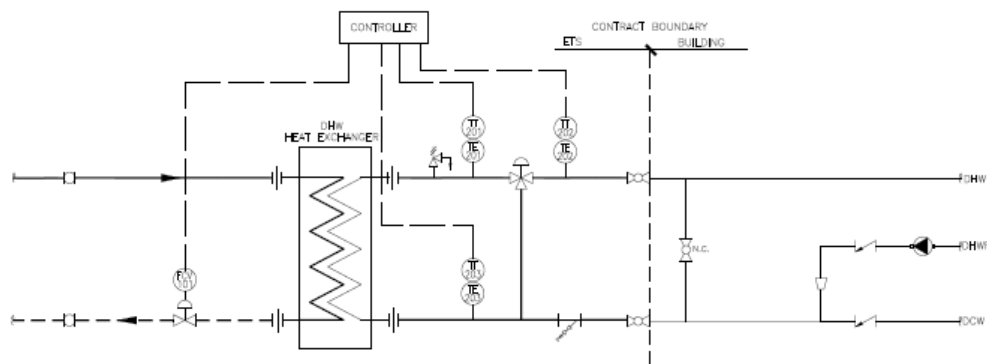 CONTROLLER
CONTRACT BOUNDARY
ETS
BUILDING
DHW
HEAT EXCHANGER
TT
201
TE
201
TT
202
TE
202
DHW
N.C.
DHWR
FCV
101
TT
203
TE
203
DCW